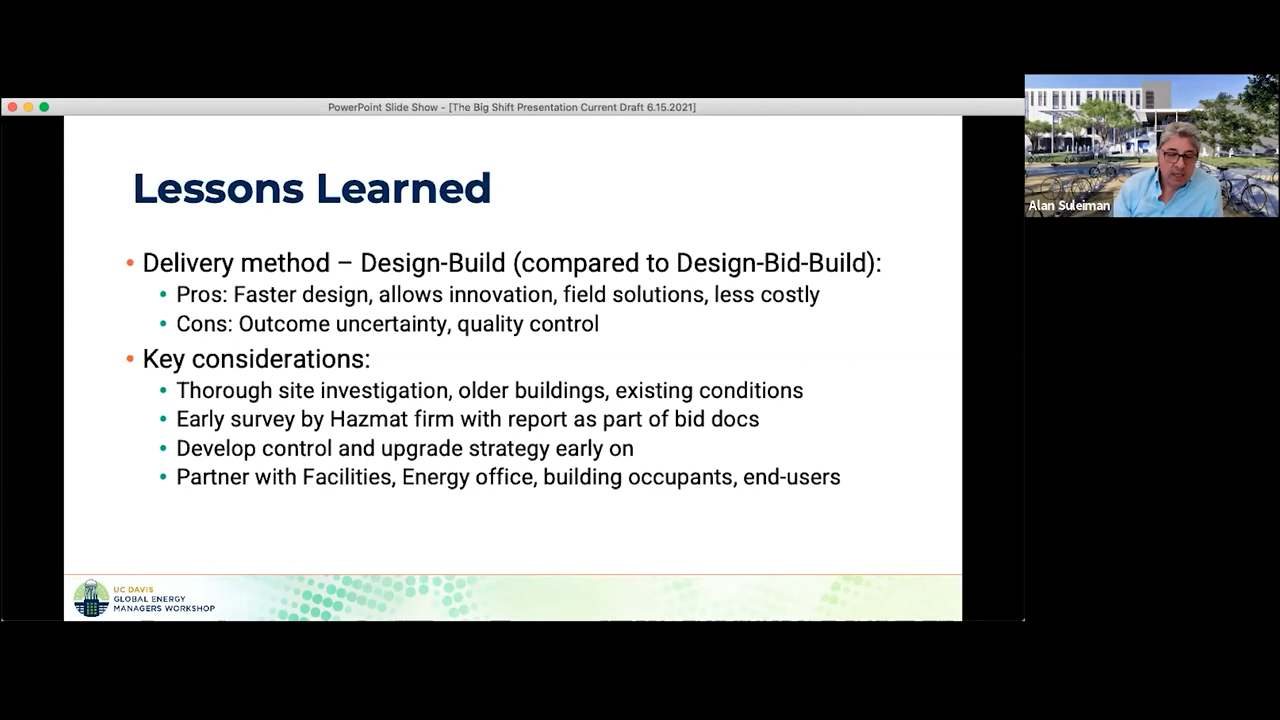 PowerPoint Slide Show - [The Big Shift Presentation Current Draft 6.15.2021]
Lessons Learned
• Delivery method – Design-Build (compared to Design-Bid-Build):
• Pros: Faster design, allows innovation, field solutions, less costly
• Cons: Outcome uncertainty, quality control
• Key considerations:
• Thorough site investigation, older buildings, existing conditions
• Early survey by Hazmat firm with report as part of bid docs
• Develop control and upgrade strategy early on
• Partner with Facilities, Energy office, building occupants, end-users
UC DAVIS
GLOBAL ENERGY
MANAGERS WORKSHOP
Alan Suleiman